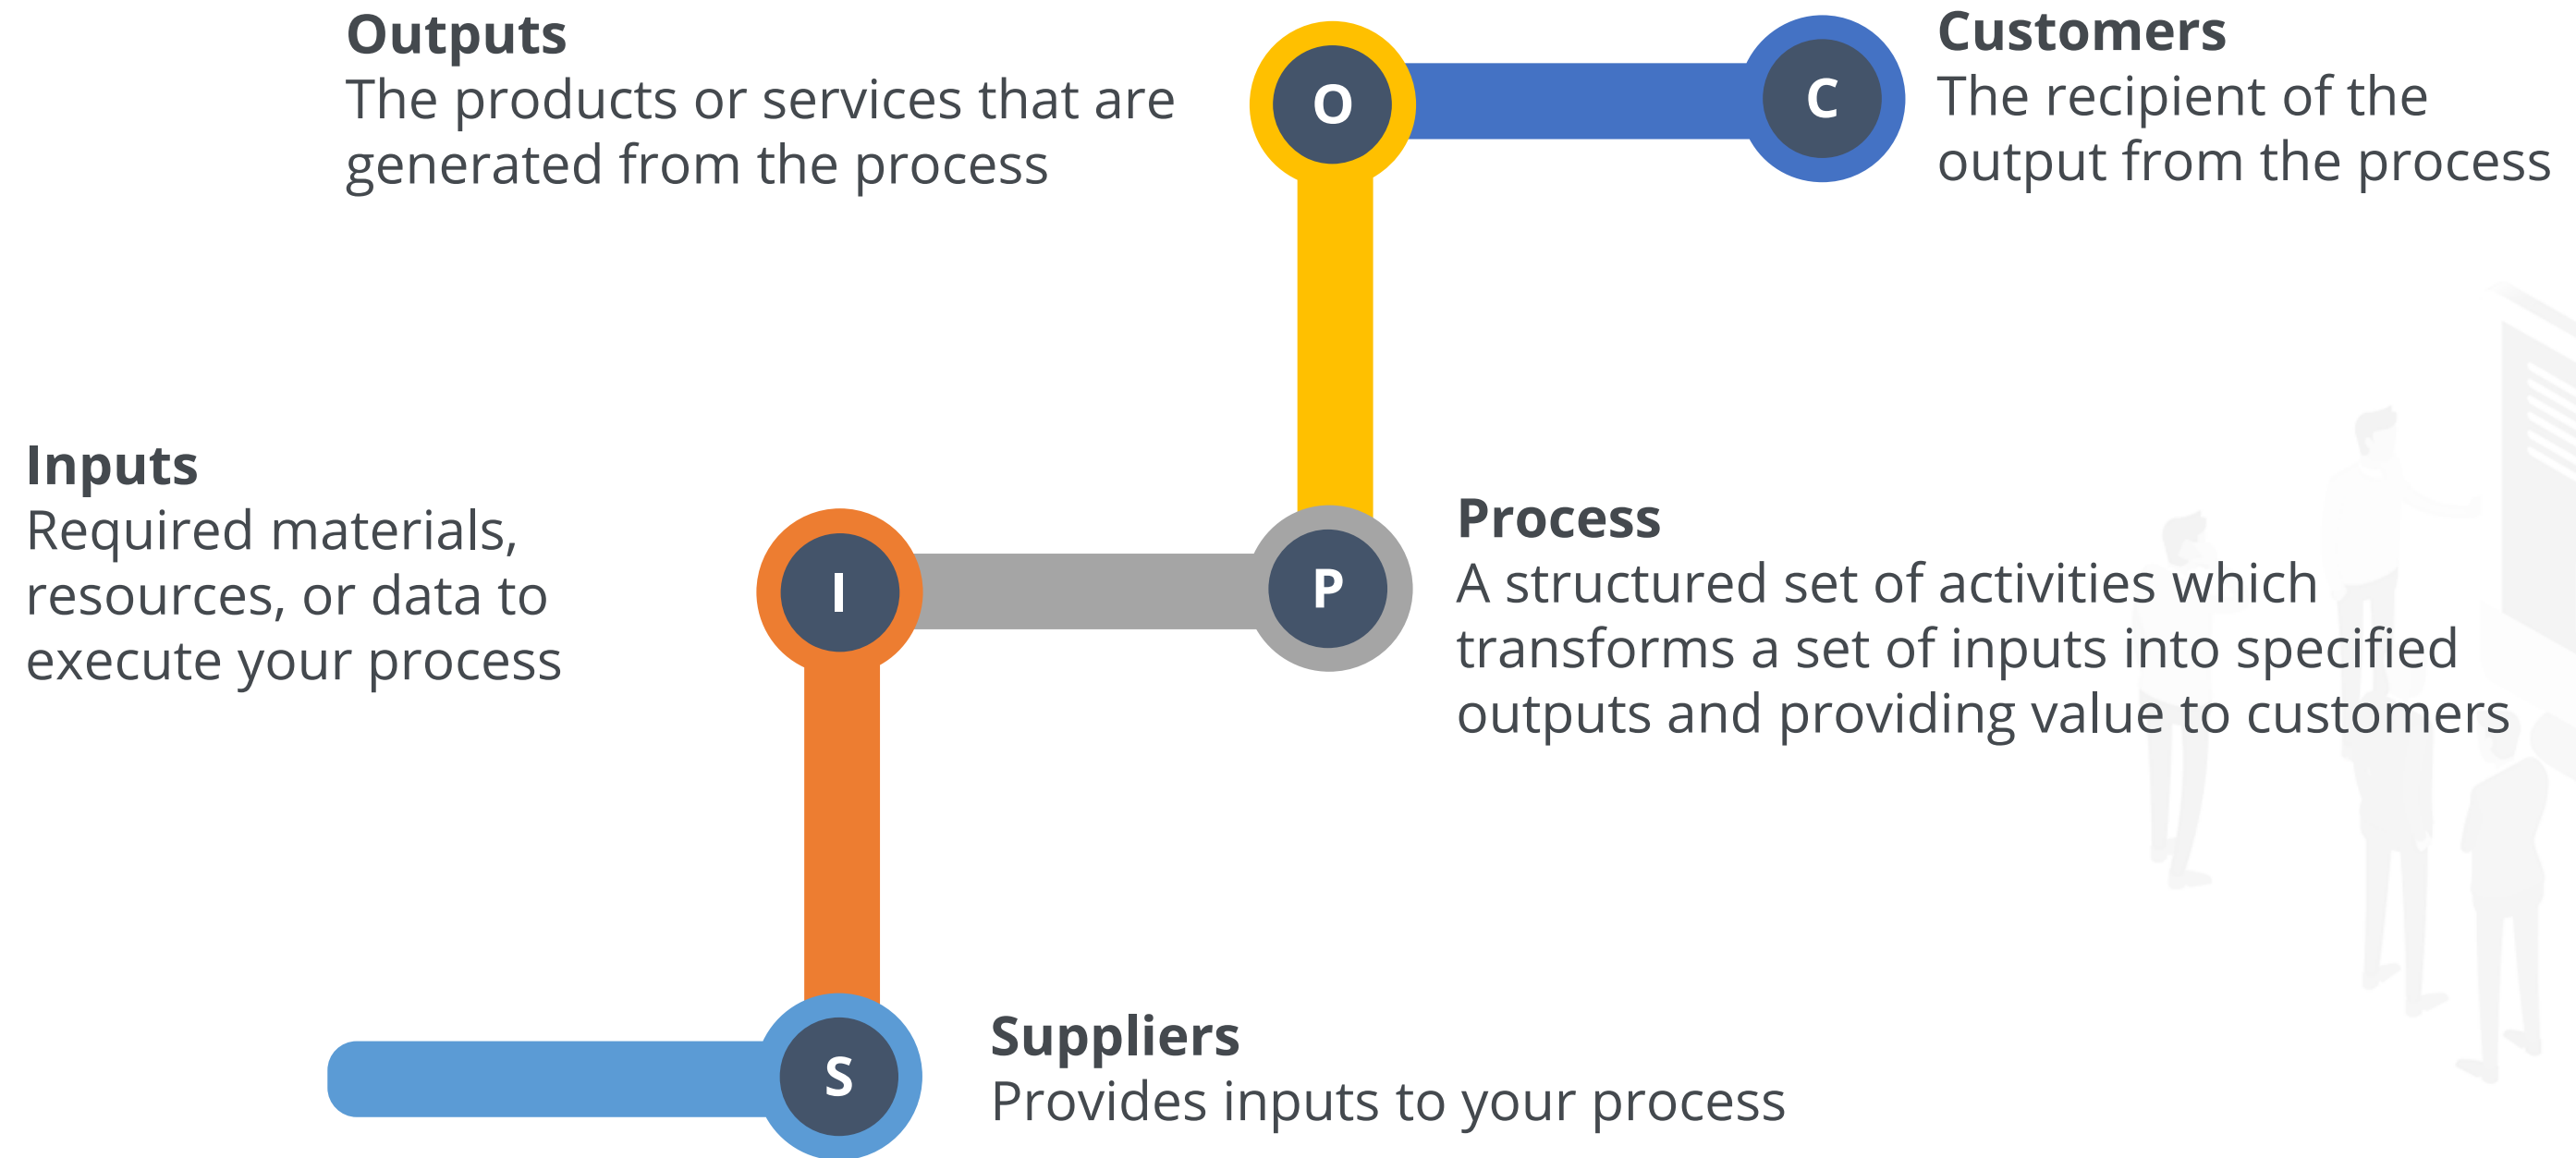 Outputs
The products or services that are
generated from the process
O
C
Customers
The recipient of the
output from the process
Inputs
Required materials,
resources, or data to
execute your process
I
P
Process
A structured set of activities which
transforms a set of inputs into specified
outputs and providing value to customers
S
Suppliers
Provides inputs to your process